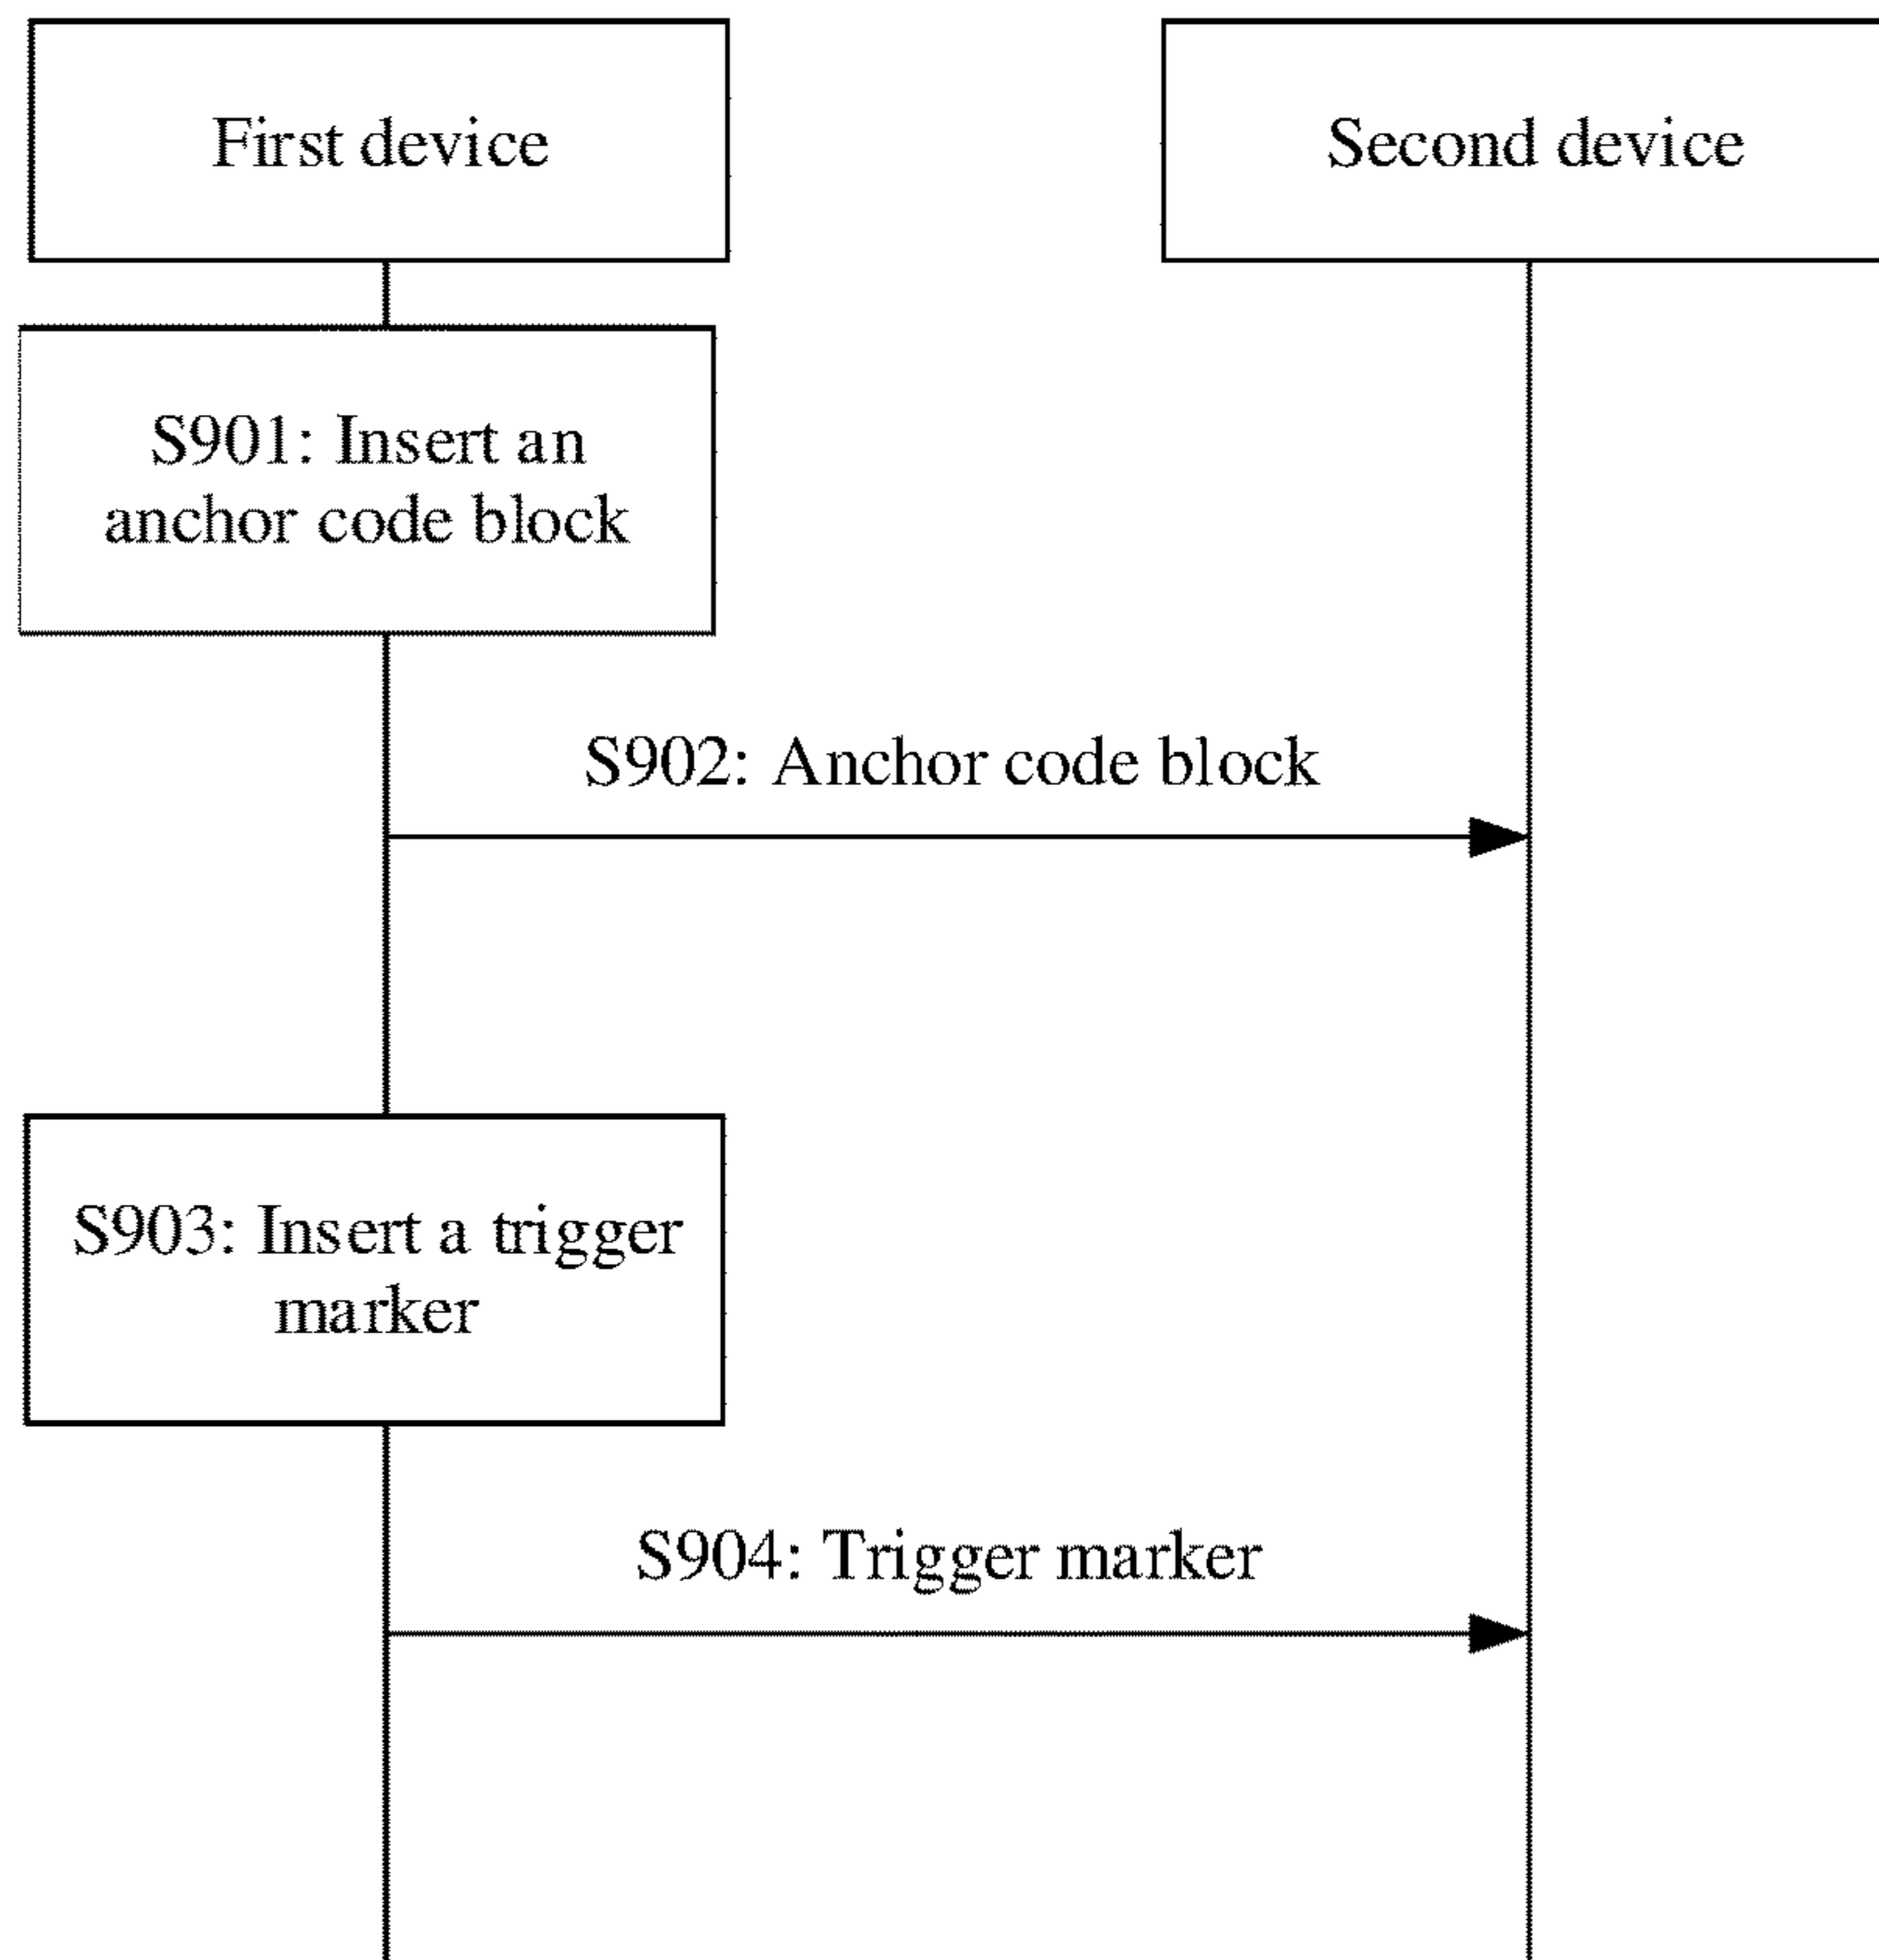 First device
Second device
S901: Insert an
anchor code block
S902: Anchor code block
S903: Insert a trigger
marker
S904: Trigger marker